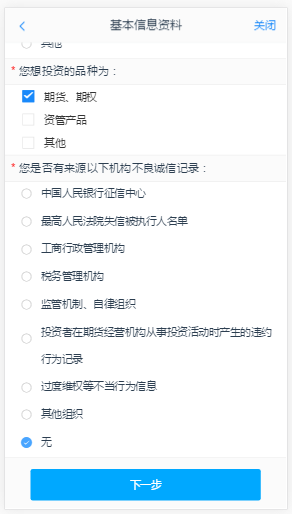 基本信息资料
关闭
其他
* 您想投资的品种为：
期货、期权
资管产品
其他
* 您是否有来源以下机构不良诚信记录：
中国人民银行征信中心
最高人民法院失信被执行人名单
工商行政管理机构
税务管理机构
监管机制、自律组织
投资者在期货经营机构从事投资活动时产生的违约
行为记录
过度维权等不当行为信息
其他组织
无
下一步